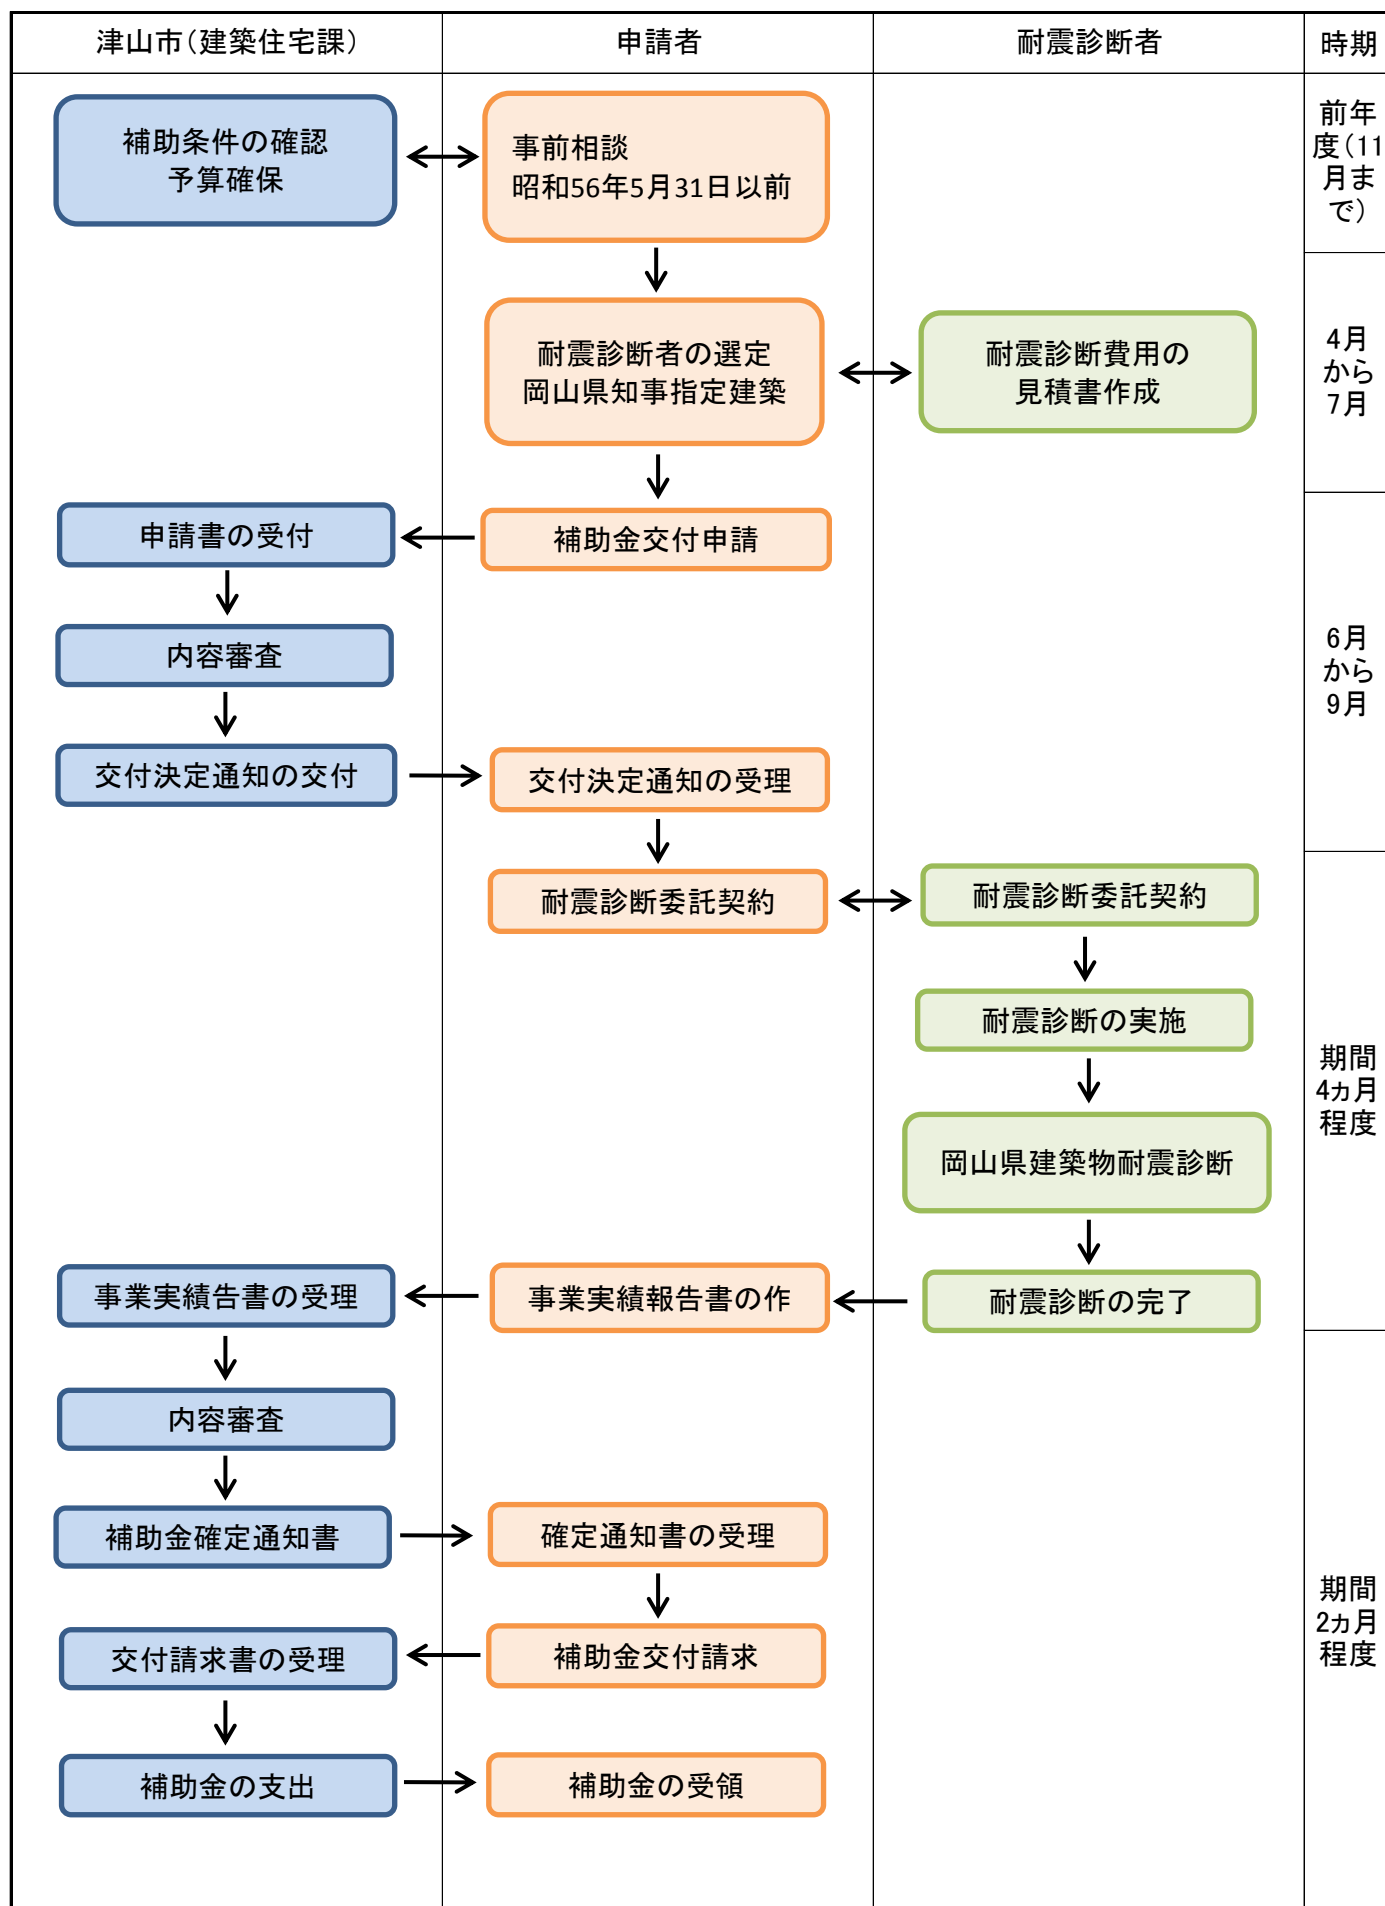 津山市（建築住宅課）
申請者
耐震診断者
時期
補助条件の確認
予算確保
事前相談
昭和56年5月31日以前
前年
度（11
月ま
で）
耐震診断者の選定
岡山県知事指定建築
耐震診断費用の
見積書作成
4月
から
7月
申請書の受付
補助金交付申請
内容審査
6月
から
9月
交付決定通知の交付
交付決定通知の受理
耐震診断委託契約
耐震診断委託契約
耐震診断の実施
期間
4ヵ月
程度
岡山県建築物耐震診断
事業実績告書の受理
事業実績報告書の作
耐震診断の完了
内容審査
補助金確定通知書
確定通知書の受理
期間
2ヵ月
程度
交付請求書の受理
補助金交付請求
補助金の支出
補助金の受領